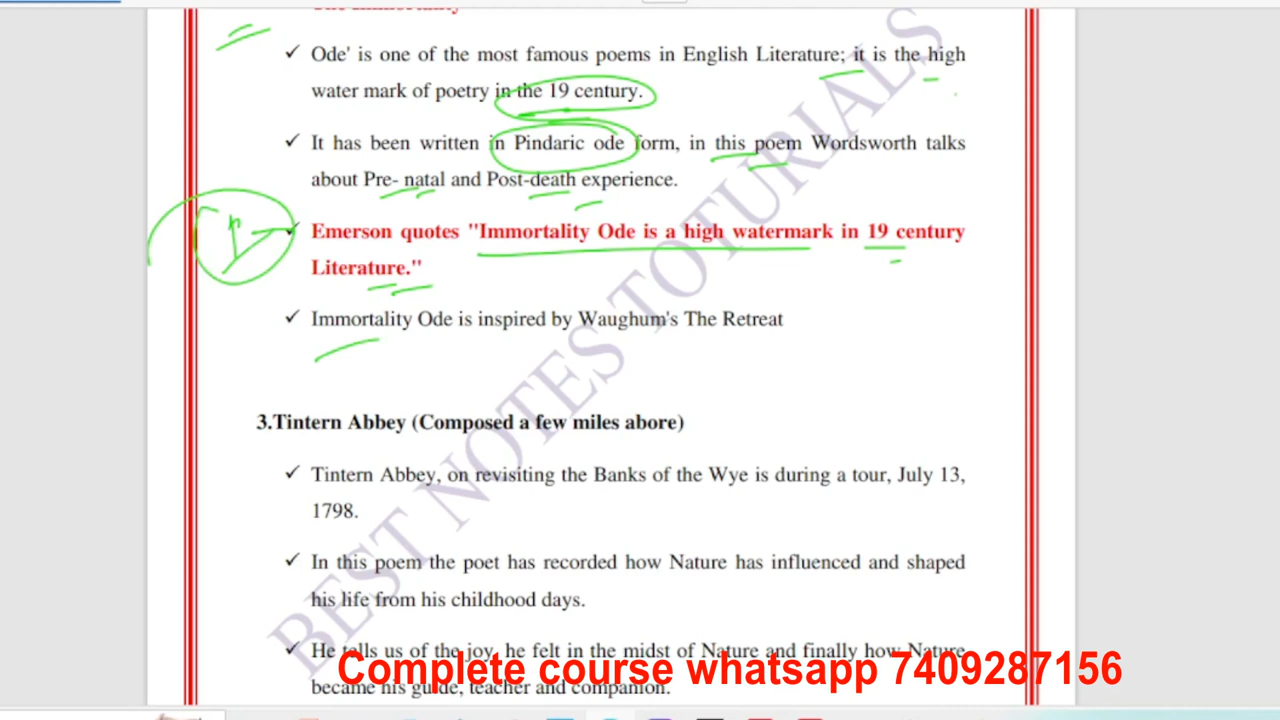 Ode' is one of the most famous poems in English Literature; it is the high
water mark of poetry in the 19 century.
It has been written in Pindaric ode form, in this poem Wordsworth talks
about Pre- natal and Post-death experience.
Emerson quotes "Immortality Ode is a high watermark in 19 century
Literature."
Immortality Ode is inspired by Waughum's The Retreat
3.Tintern Abbey (Composed a few miles abore)
Tintern Abbey, on revisiting the Banks of the Wye is during a tour, July 13,
1798.
In this poem the poet has recorded how Nature has influenced and shaped
his life from his childhood days.
He tells us of the joy, he felt in the midst of Nature and finally how Nature
became his guide, teacher and companion.
Complete course whatsapp 7409287156
BEST NOTES TOTURIALS